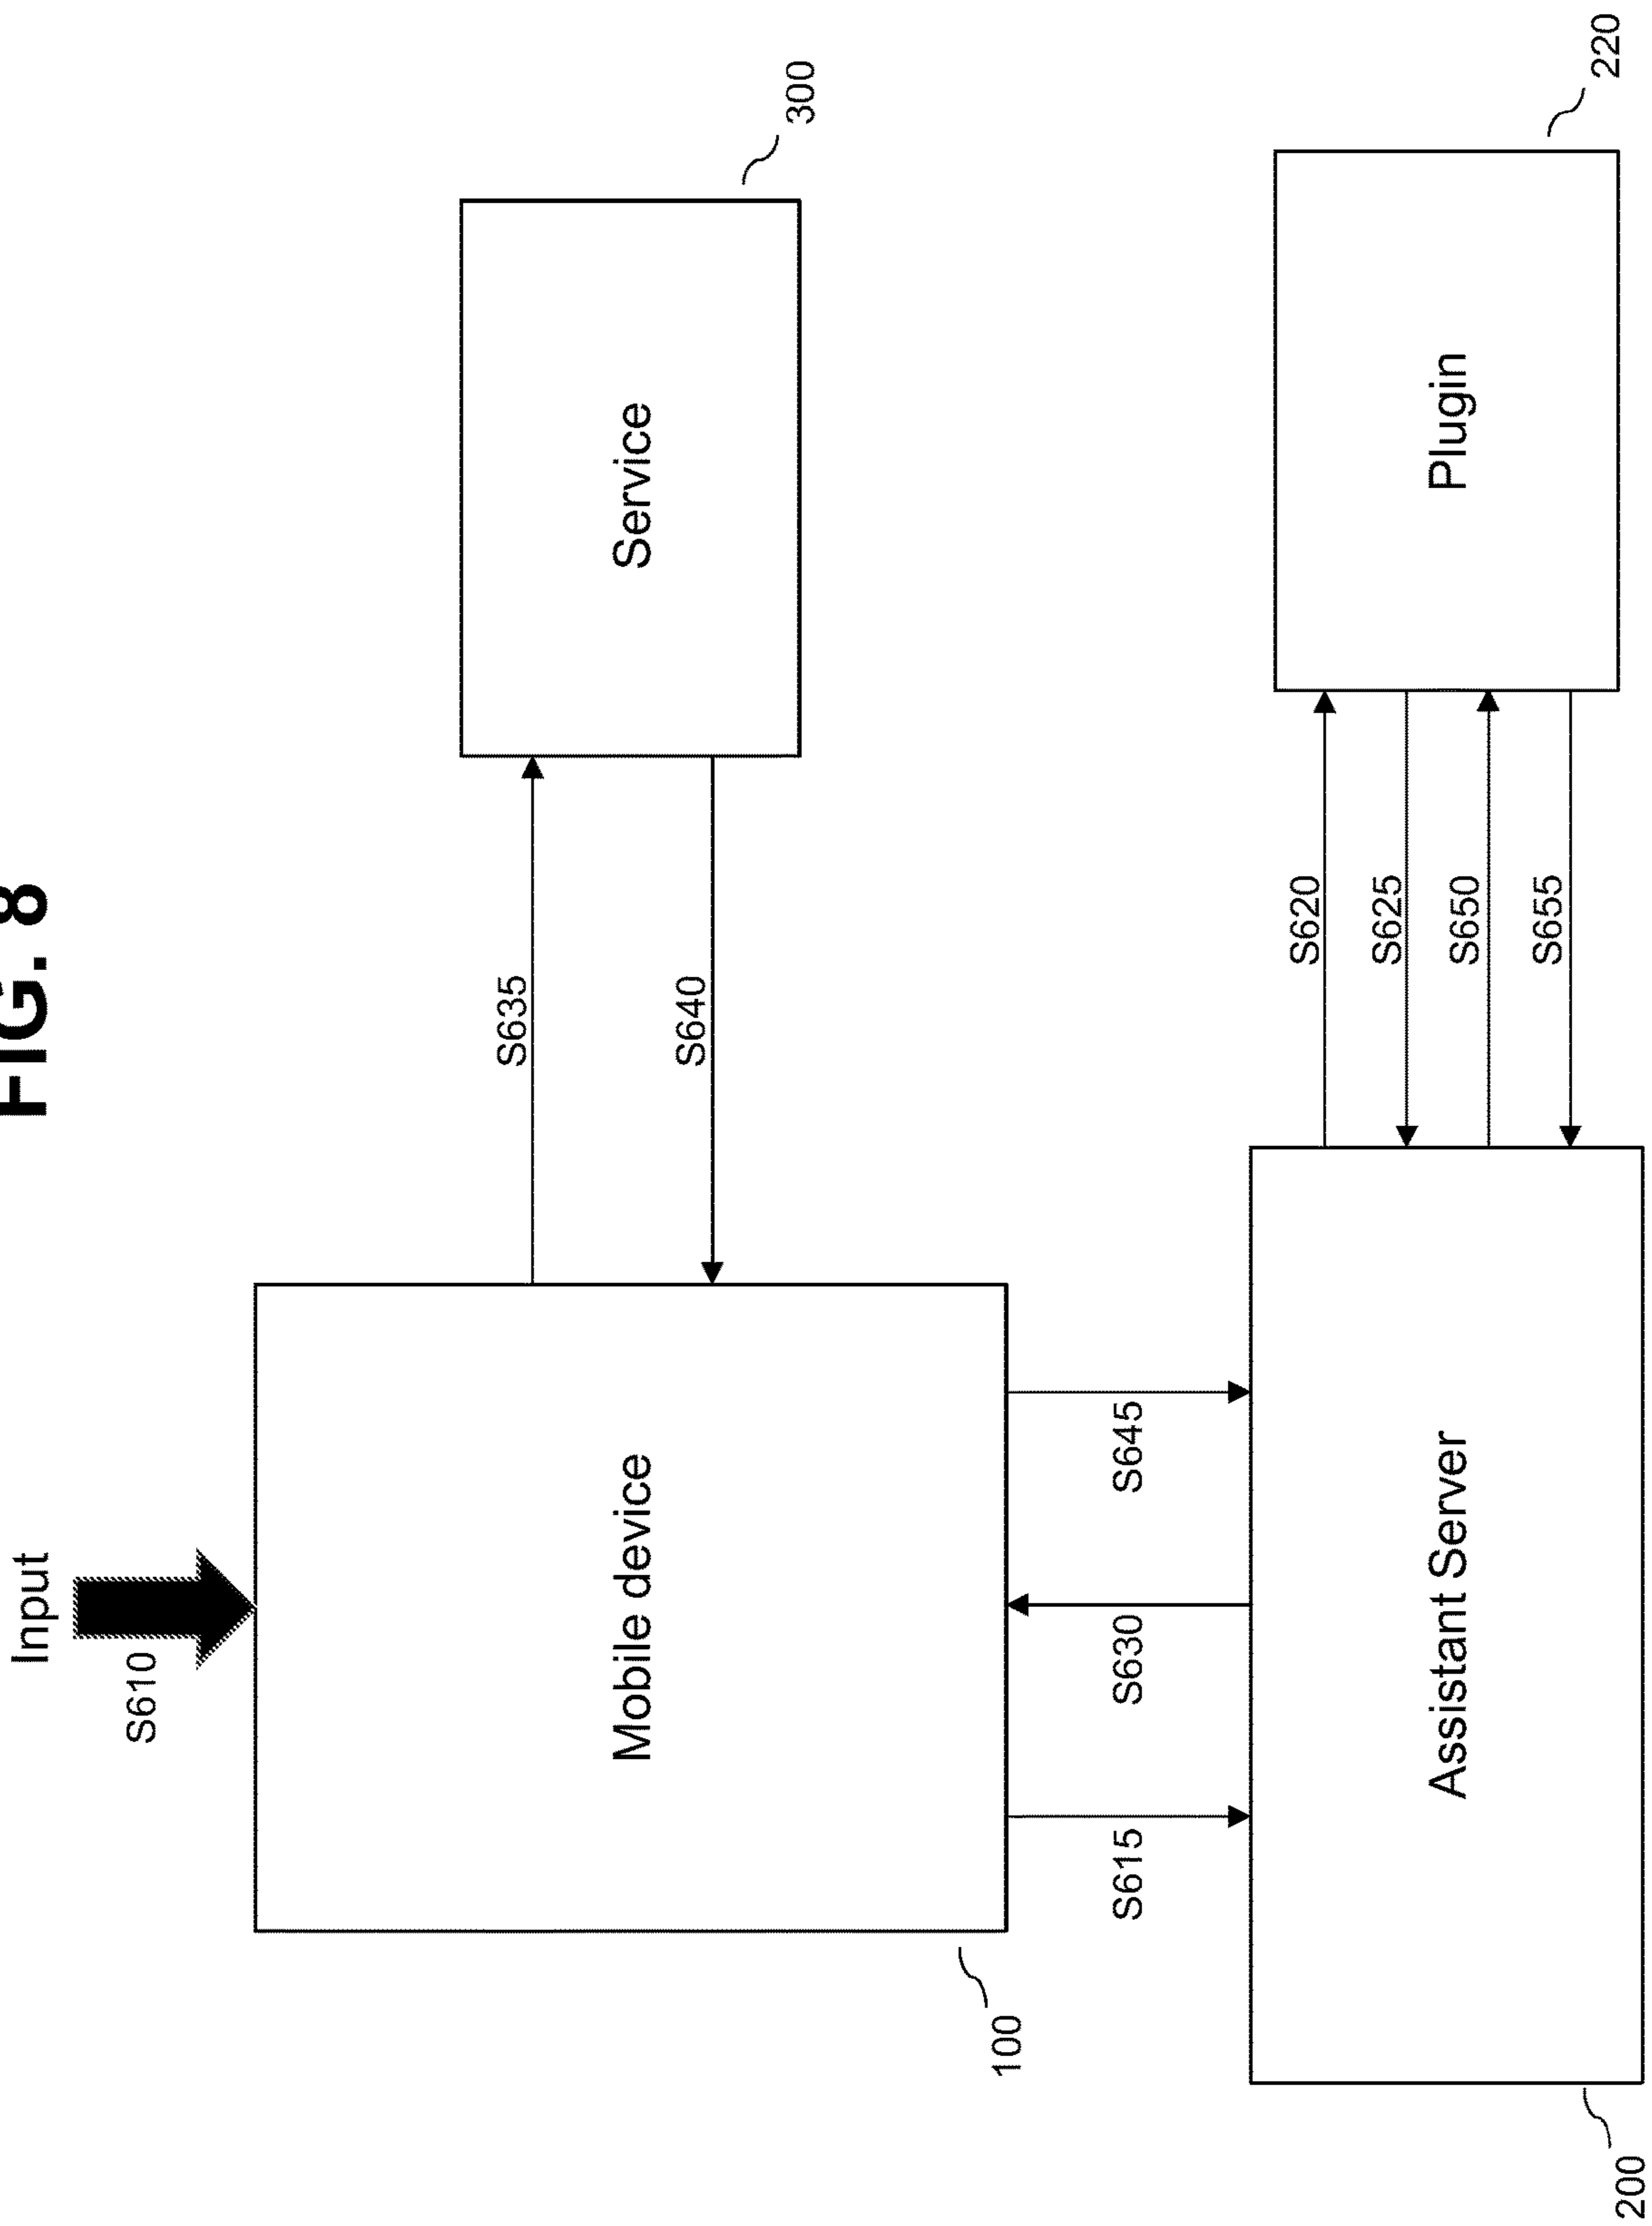 FIG. 8
Input
S610
Mobile device
100
S635
S640
Service
300
S615
S630
S645
Assistant Server
200
S620
S625
S650
S655
Plugin
220